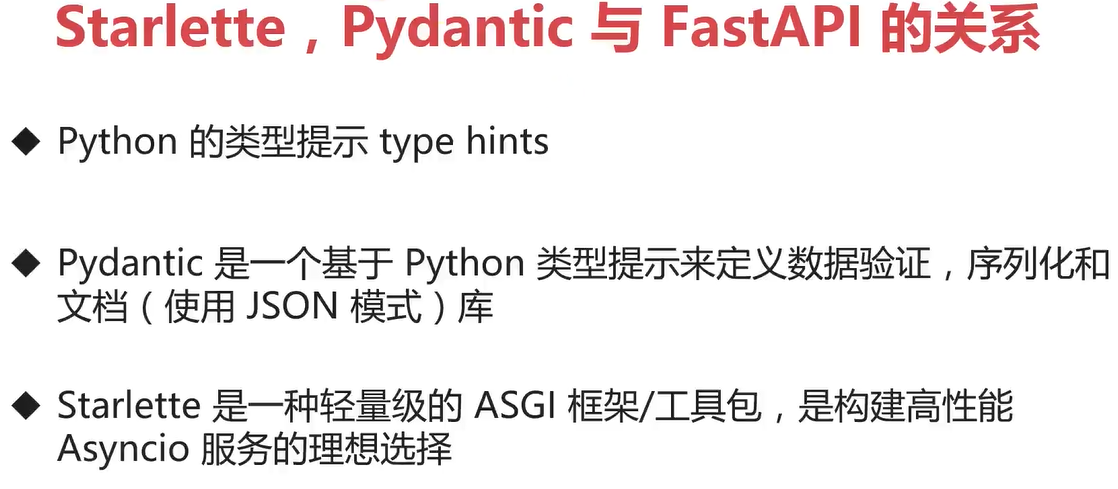 Starlette，Pydantic 与 FastAPI 的关系
◆ Python 的类型提示 type hints
◆ Pydantic 是一个基于 Python 类型提示来定义数据验证，序列化和
文档（使用 JSON 模式）库
◆ Starlette 是一种轻量级的 ASGI 框架/工具包，是构建高性能
Asyncio 服务的理想选择